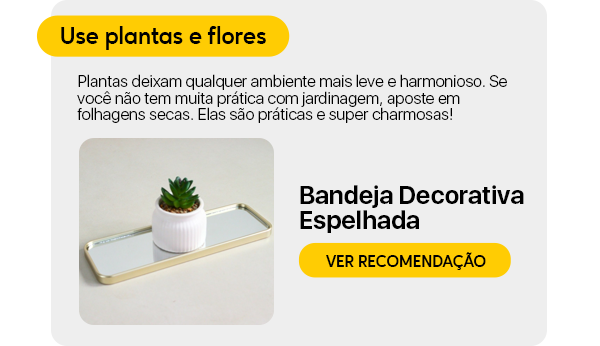 Use plantas e flores
Plantas deixam qualquer ambiente mais leve e harmonioso. Se
você não tem muita prática com jardinagem, aposte em
folhagens secas. Elas são práticas e super charmosas!
Bandeja Decorativa
Espelhada
VER RECOMENDAÇÃO